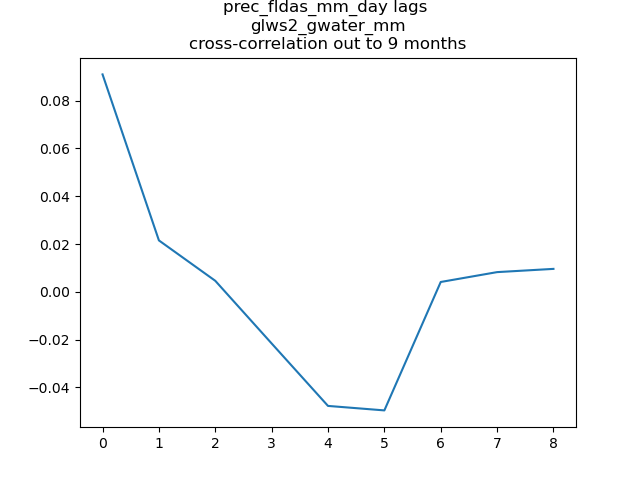 prec_fldas_mm_day lags
glws2_gwater_mm
cross-correlation out to 9 months
0.08
0.06
0.04
0.02
0.00
−0.02
−0.04
0 1 2 3 4 5 6 7 8